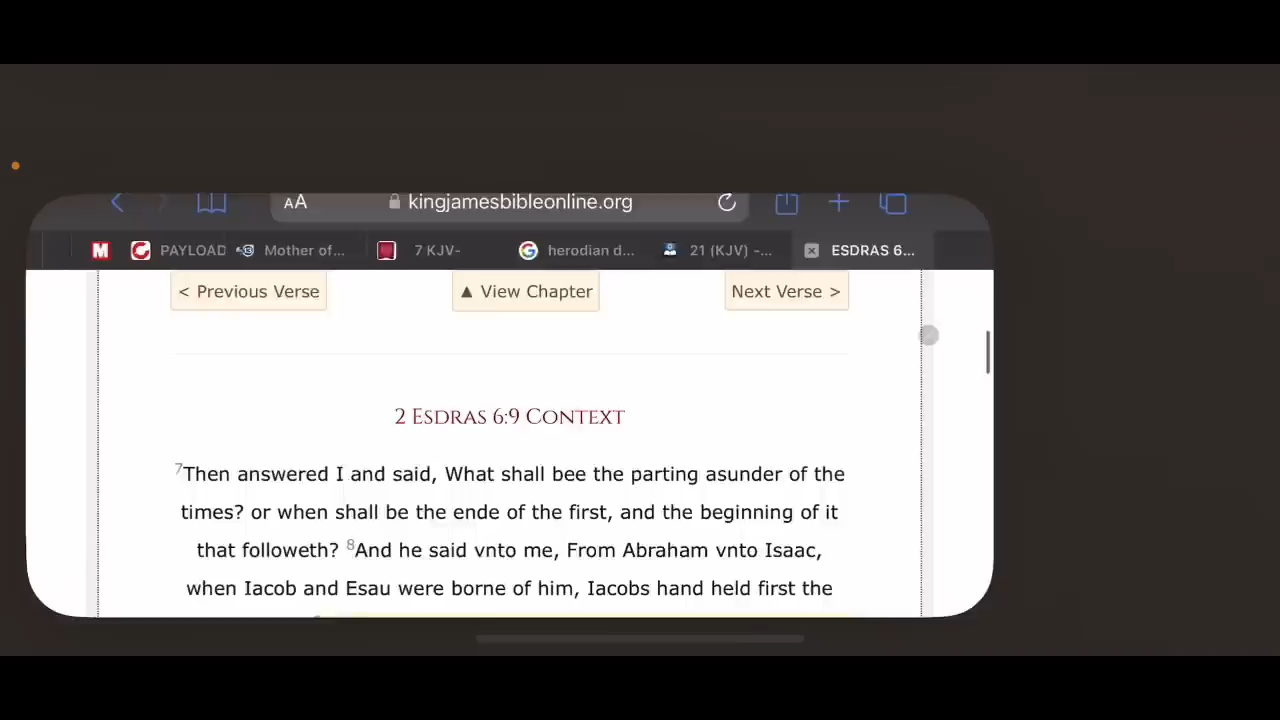 AA kingjamesbibleonline.org
M PAYLOAD Mother of... 7 KJV- G herodian d... 21 (KJV) -... ESDRAS 6...
< Previous Verse ▲ View Chapter Next Verse >
2 Esdras 6:9 Context
7Then answered I and said, What shall bee the parting asunder of the
times? or when shall be the ende of the first, and the beginning of it
that followeth? 8And he said vnto me, From Abraham vnto Isaac,
when Iacob and Esau were borne of him, Iacobs hand held first the